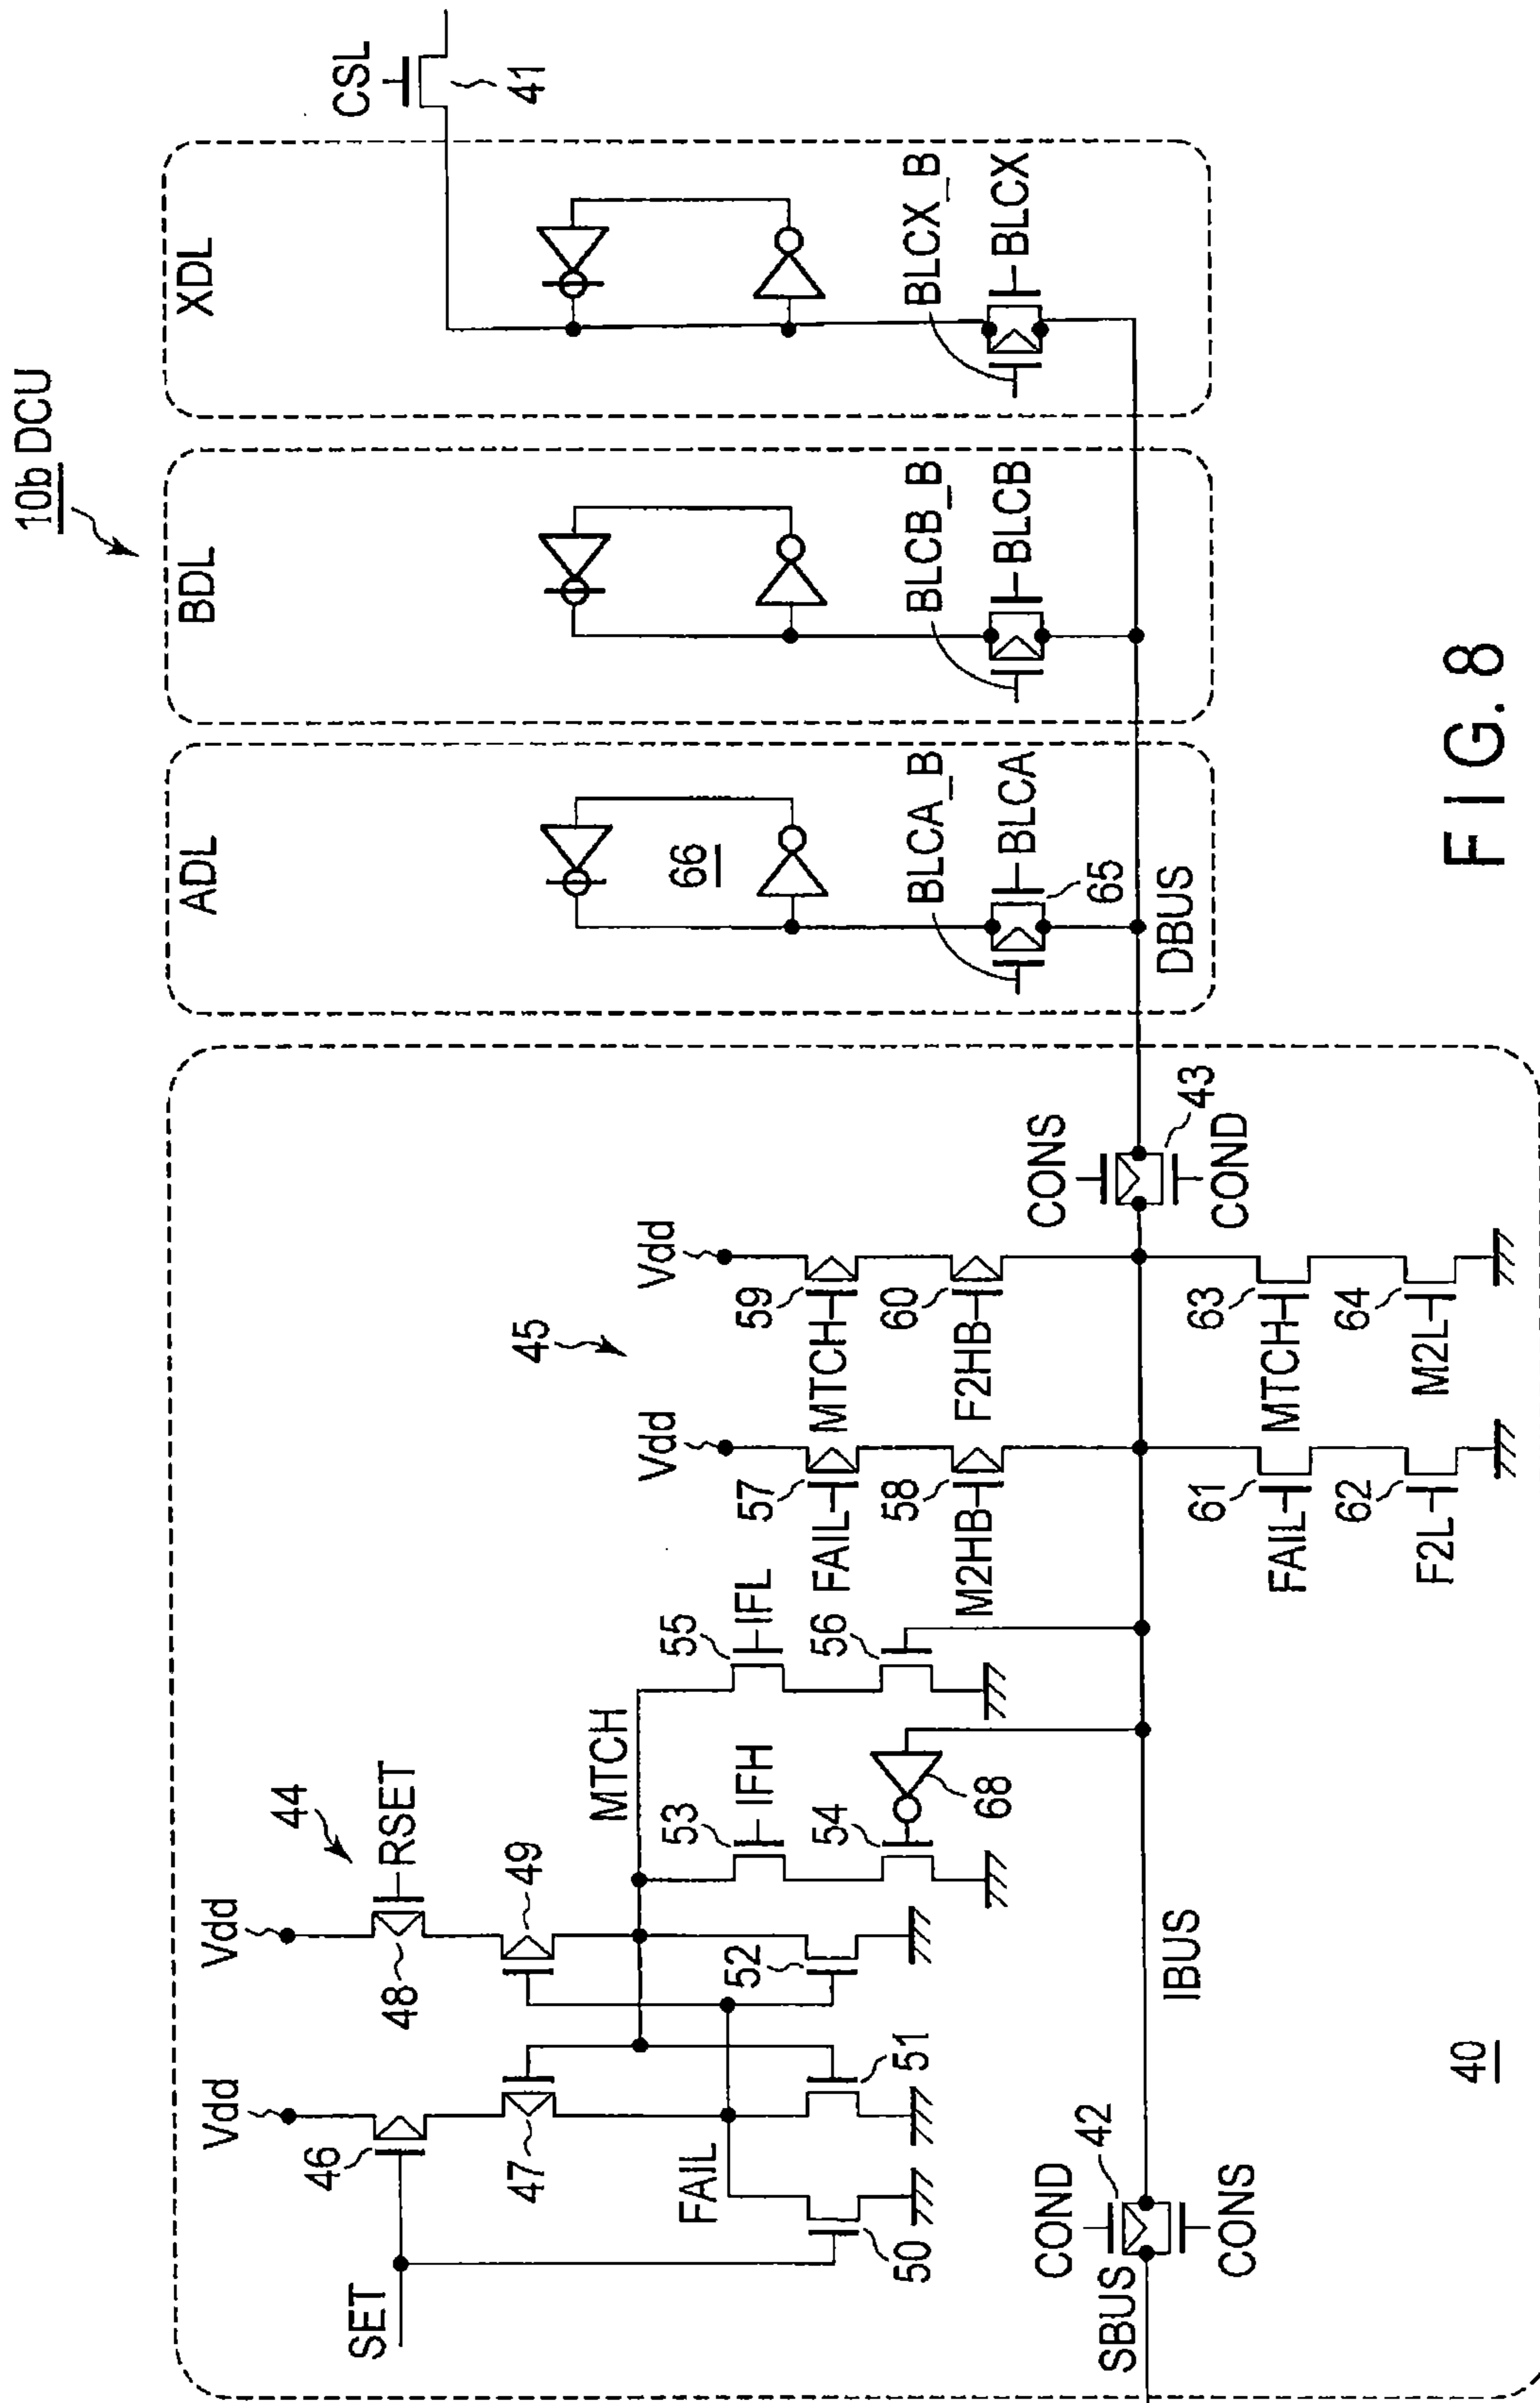 10b DCU
SET
Vdd
46
47
FAIL
50
51
Vdd
48
RSET
44
49
52
MTCH
53
IFH
54
68
55
IFL
56
COND
42
SBUS
CONS
IBUS
40
45
Vdd
57
FAIL
58
M2HB
61
FAIL
62
F2L
Vdd
59
MTCH
60
F2HB
63
MTCH
64
M2L
CONS
43
COND
DBUS
ADL
66
BLCA_B
BLCA
65
BDL
BLCB_B
BLCB
XDL
BLCX_B
BLCX
CSL
41
FIG. 8